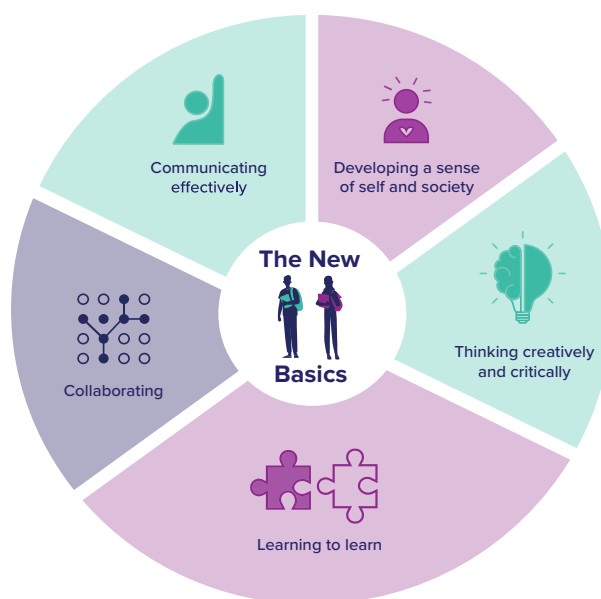 The New
Basics
Communicating
effectively
Developing a sense
of self and society
Thinking creatively
and critically
Learning to learn
Collaborating